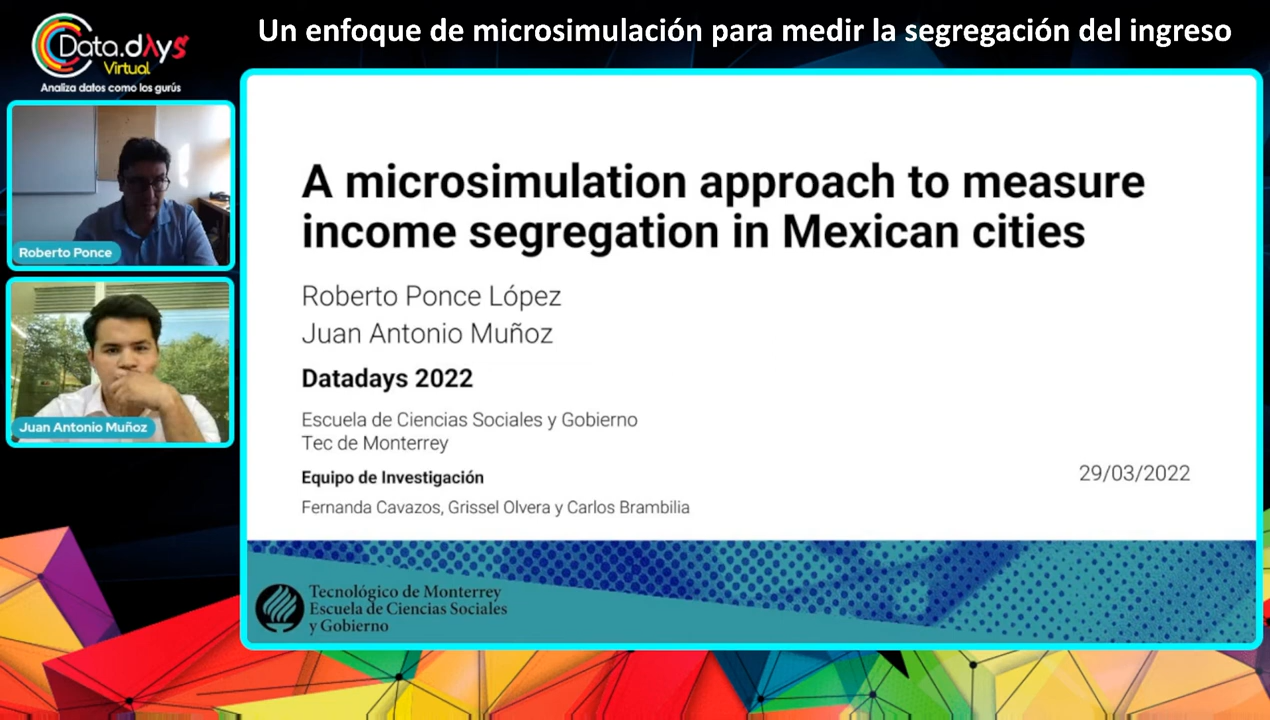 Un enfoque de microsimulación para medir la segregación del ingreso
Data.dAys
Virtual
Analiza datos como los gurús
Roberto Ponce
Juan Antonio Muñoz
A microsimulation approach to measure
income segregation in Mexican cities
Roberto Ponce López
Juan Antonio Muñoz
Datadays 2022
Escuela de Ciencias Sociales y Gobierno
Tec de Monterrey
Equipo de Investigación
29/03/2022
Fernanda Cavazos, Grissel Olvera y Carlos Brambilia
Tecnológico de Monterrey
Escuela de Ciencias Sociales
y Gobierno